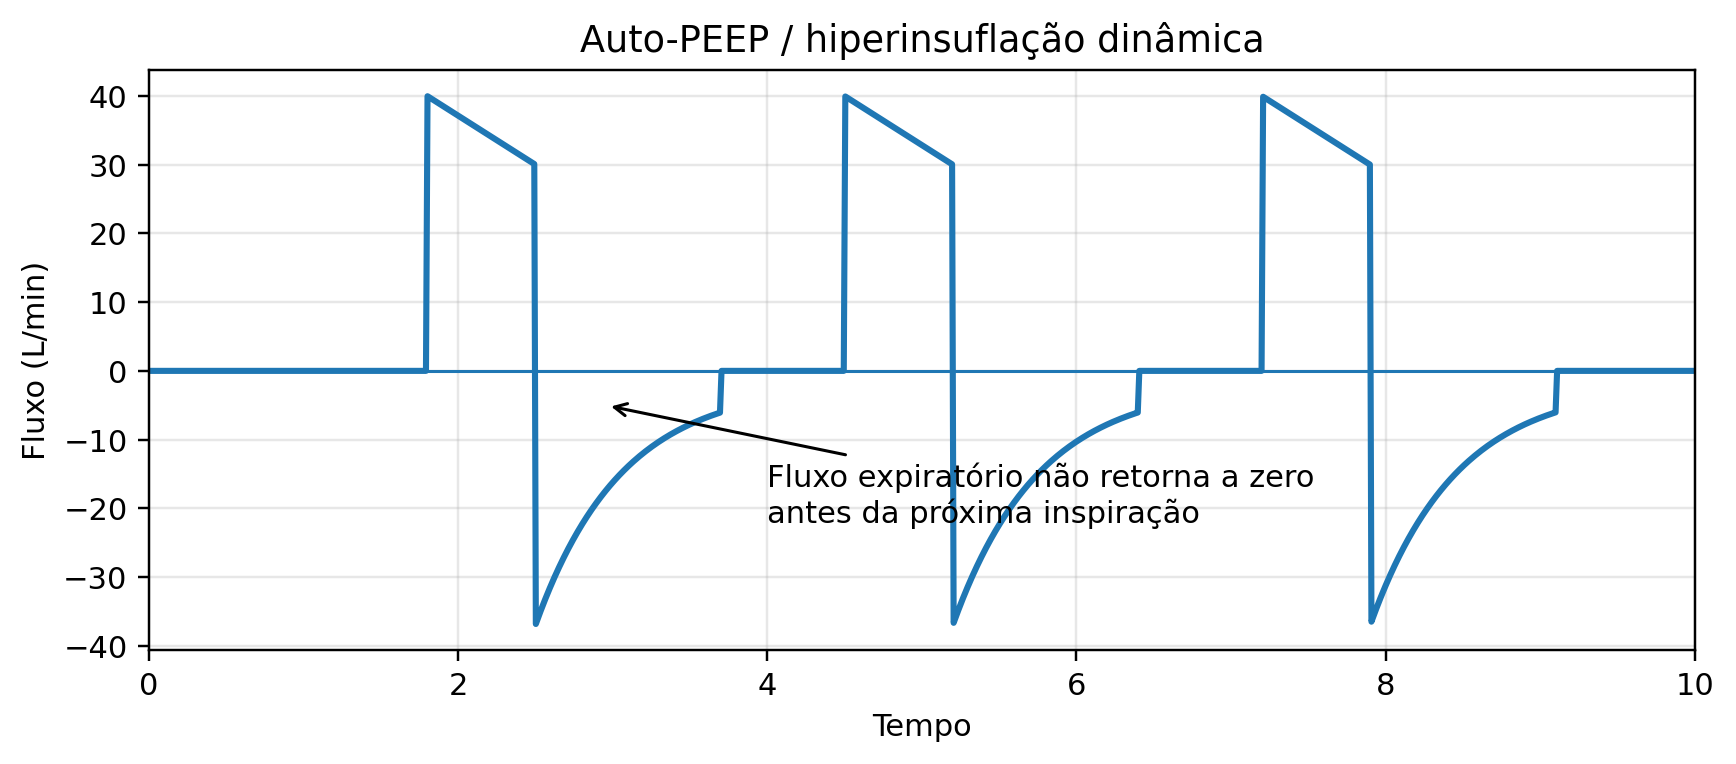 Auto-PEEP / hiperinsuflação dinâmica
Fluxo (L/min)
40
30
20
10
0
−10
−20
−30
−40
Fluxo expiratório não retorna a zero
antes da próxima inspiração
0 2 4 6 8 10
Tempo